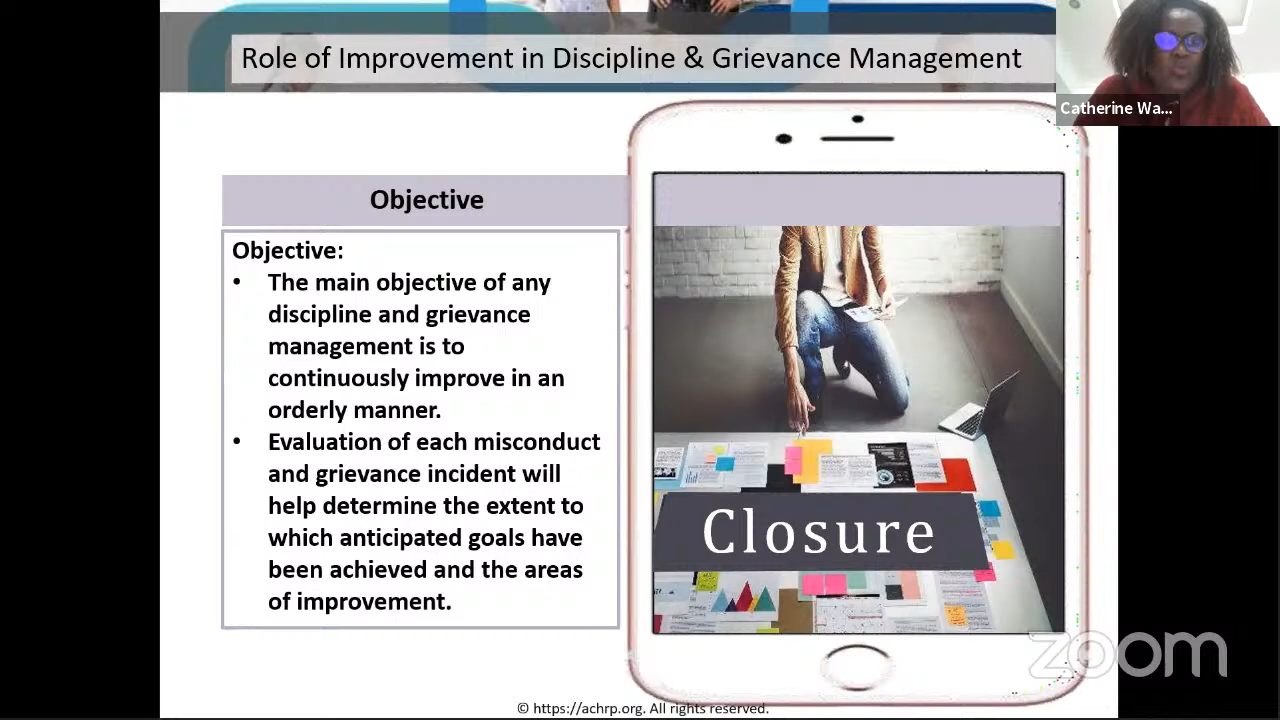 Role of Improvement in Discipline & Grievance Management
Catherine Wa...
Objective
Objective:
• The main objective of any
discipline and grievance
management is to
continuously improve in an
orderly manner.
• Evaluation of each misconduct
and grievance incident will
help determine the extent to
which anticipated goals have
been achieved and the areas
of improvement.
Closure
zoom
© https://achrp.org. All rights reserved.